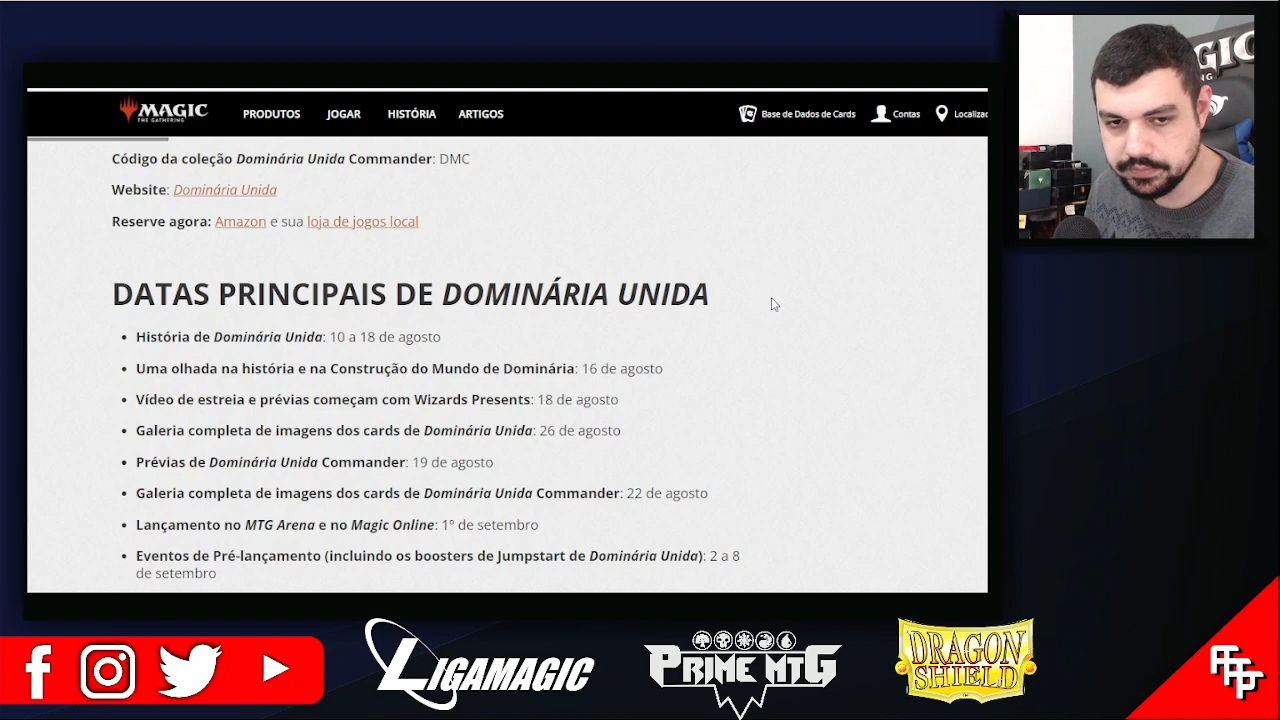 MAGIC
THE GATHERING
PRODUTOS JOGAR HISTÓRIA ARTIGOS
Base de Dados de Cards Contas Localizac
Código da coleção Dominária Unida Commander: DMC
Website: Dominária Unida
Reserve agora: Amazon e sua loja de jogos local
DATAS PRINCIPAIS DE DOMINÁRIA UNIDA
• História de Dominária Unida: 10 a 18 de agosto
• Uma olhada na história e na Construção do Mundo de Dominária: 16 de agosto
• Vídeo de estreia e prévias começam com Wizards Presents: 18 de agosto
• Galeria completa de imagens dos cards de Dominária Unida: 26 de agosto
• Prévias de Dominária Unida Commander: 19 de agosto
• Galeria completa de imagens dos cards de Dominária Unida Commander: 22 de agosto
• Lançamento no MTG Arena e no Magic Online: 1º de setembro
• Eventos de Pré-lançamento (incluindo os boosters de Jumpstart de Dominária Unida): 2 a 8
de setembro
LIGAMAGIC
PRIME MTG
DRAGON
SHIELD